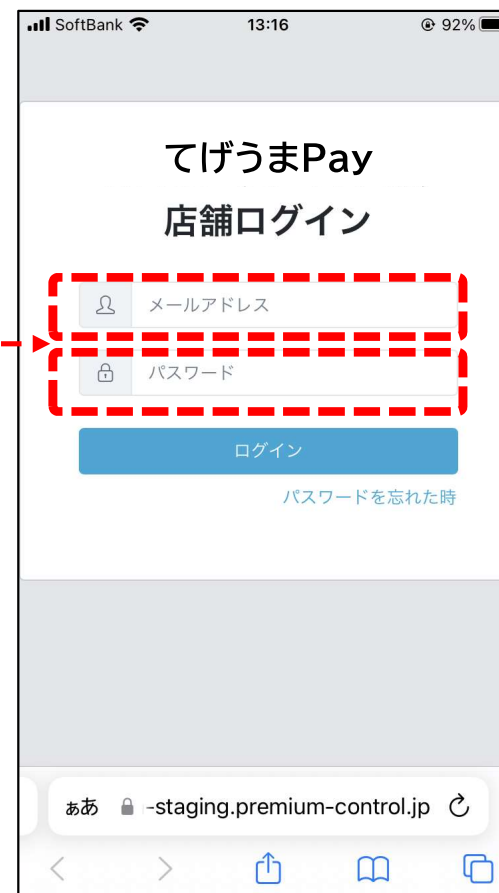 SoftBank 13:16 92%
てげうまPay
店舗ログイン
メールアドレス
パスワード
ログイン
パスワードを忘れた時
ぁあ -staging.premium-control.jp